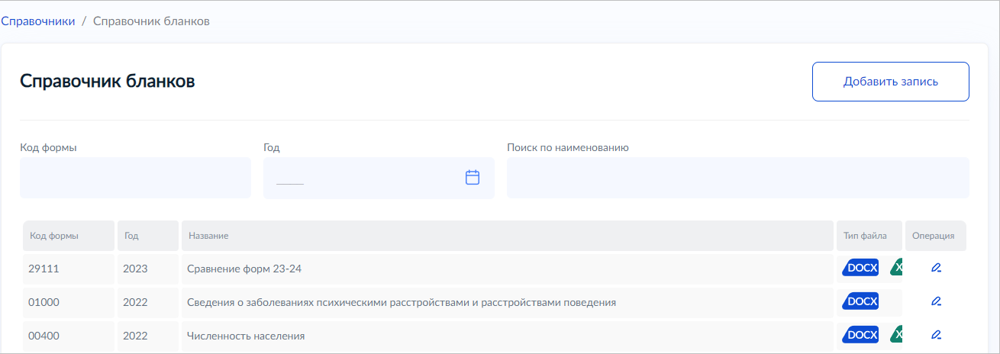 Справочники / Справочник бланков
Справочник бланков
Добавить запись
Код формы Год Поиск по наименованию
Код формы Год Название Тип файла Операция
29111 2023 Сравнение форм 23-24 DOCX X
01000 2022 Сведения о заболеваниях психическими расстройствами и расстройствами поведения DOCX
00400 2022 Численность населения DOCX X